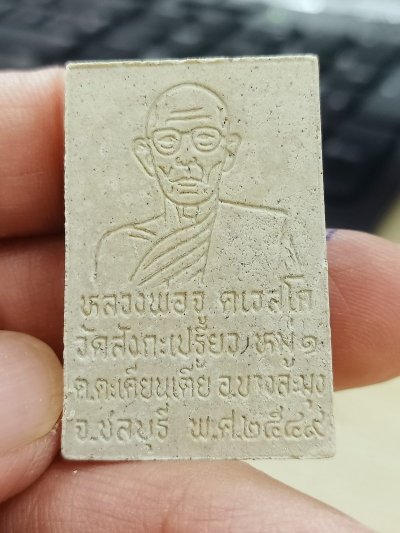 หลวงพ่อจู คเวสโก
วัดสังกะเปรี้ยว หมู่ ๑
ต.ตะเคียนเตี้ย อ.บางละมุง
จ.ชลบุรี พ.ศ.๒๕๔๙